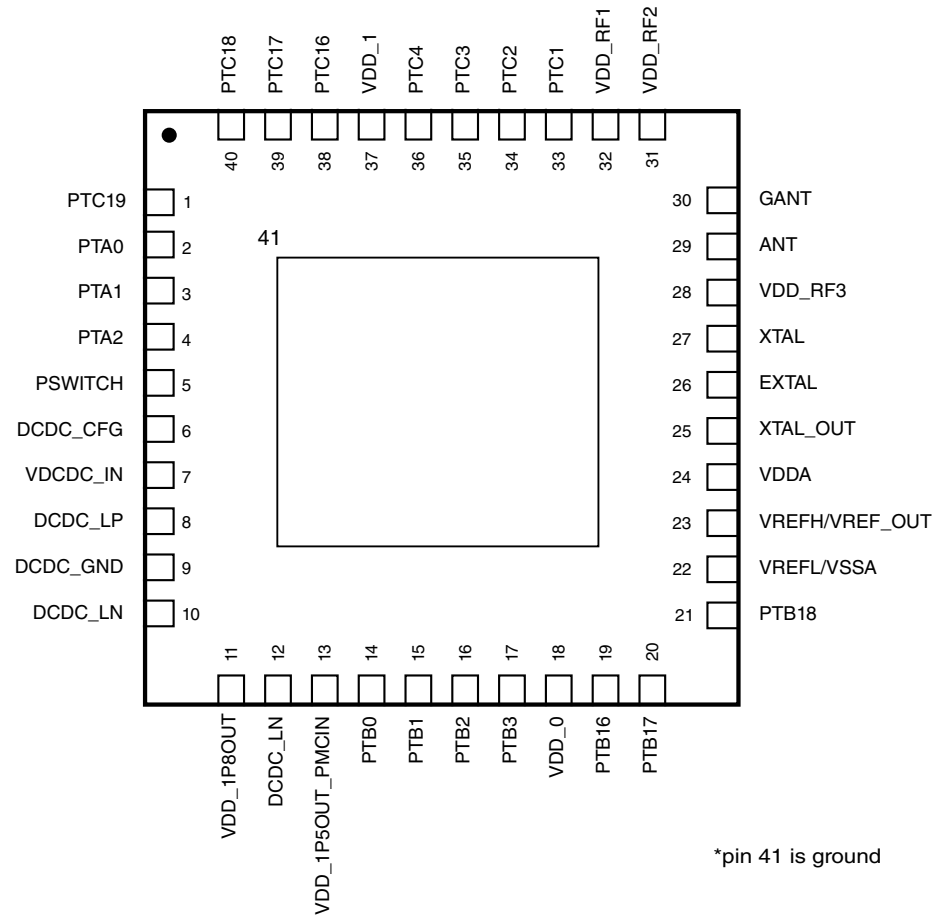 PTC18
PTC17
PTC16
VDD_1
PTC4
PTC3
PTC2
PTC1
VDD_RF1
VDD_RF2
40
39
38
37
36
35
34
33
32
31
PTC19 1
PTA0 2
PTA1 3
PTA2 4
PSWITCH 5
DCDC_CFG 6
VDCDC_IN 7
DCDC_LP 8
DCDC_GND 9
DCDC_LN 10
41
30 GANT
29 ANT
28 VDD_RF3
27 XTAL
26 EXTAL
25 XTAL_OUT
24 VDDA
23 VREFH/VREF_OUT
22 VREFL/VSSA
21 PTB18
11
12
13
14
15
16
17
18
19
20
VDD_1P8OUT
DCDC_LN
VDD_1P5OUT_PMCIN
PTB0
PTB1
PTB2
PTB3
VDD_0
PTB16
PTB17
*pin 41 is ground